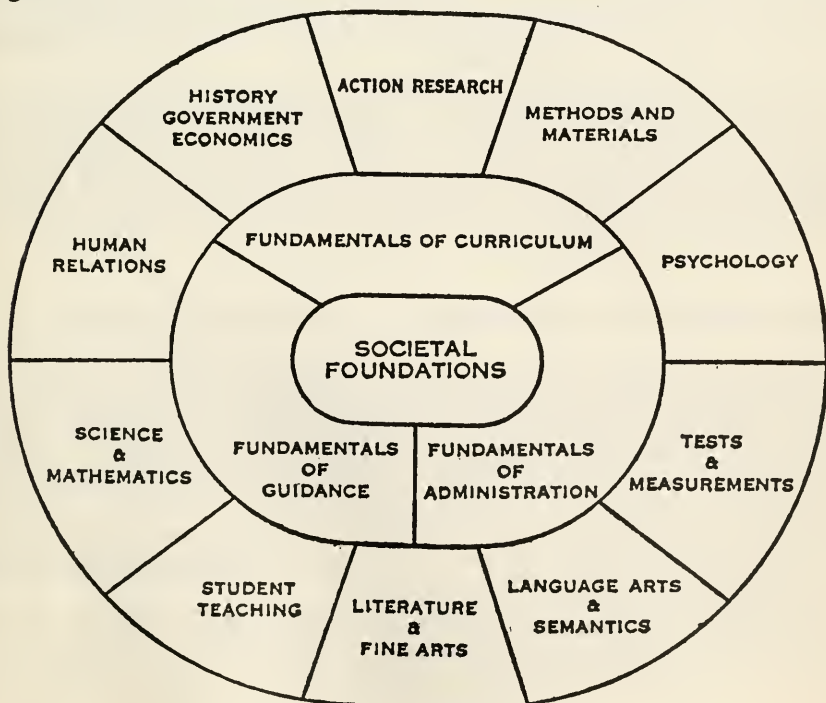 ACTION RESEARCH
METHODS AND
MATERIALS
PSYCHOLOGY
TESTS
&
MEASUREMENTS
LANGUAGE ARTS
&
SEMANTICS
LITERATURE
&
FINE ARTS
STUDENT
TEACHING
SCIENCE
&
MATHEMATICS
HUMAN
RELATIONS
HISTORY
GOVERNMENT
ECONOMICS
FUNDAMENTALS OF CURRICULUM
FUNDAMENTALS
OF
ADMINISTRATION
FUNDAMENTALS
OF
GUIDANCE
SOCIETAL
FOUNDATIONS